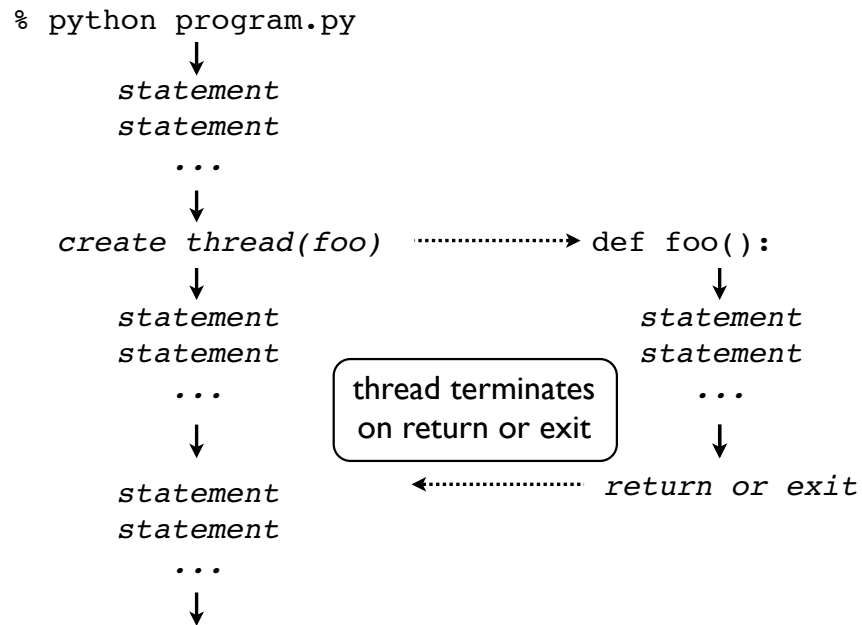 % python program.py
statement
statement
...
create thread(foo)
def foo():
statement
statement
...
statement
statement
...
thread terminates
on return or exit
return or exit
statement
statement
...